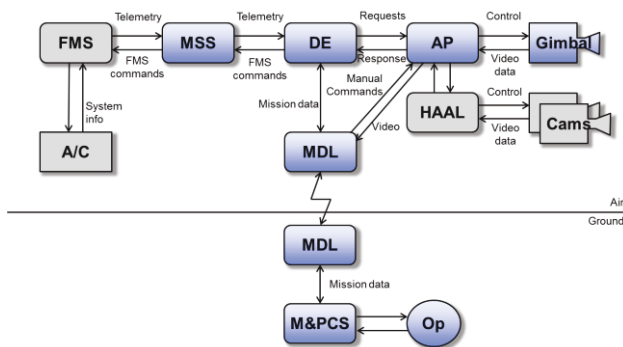 Telemetry
Telemetry
Requests
Control
FMS
MSS
DE
AP
Gimbal
FMS
commands
FMS
commands
Response
Video
data
System
info
Mission data
Manual
Commands
Control
Video
HAAL
Video
data
Cams
A/C
MDL
Air
Ground
MDL
Mission data
M&PCS
Op